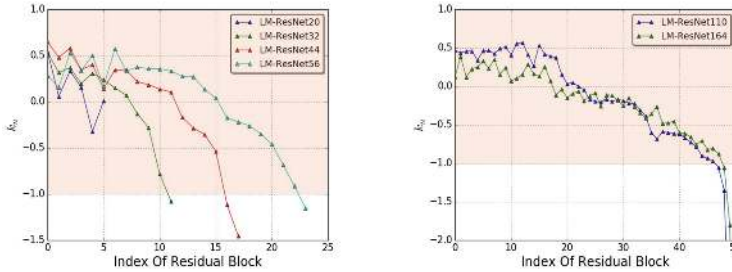 1.0
0.5
0.0
-0.5
-1.0
-1.5
0 5 10 15 20 25
k_n
Index Of Residual Block
LM-ResNet20
LM-ResNet32
LM-ResNet44
LM-ResNet56
1.0
0.5
0.0
-0.5
-1.0
-1.5
-2.0
0 10 20 30 40
k_n
Index Of Residual Block
LM-ResNet110
LM-ResNet164